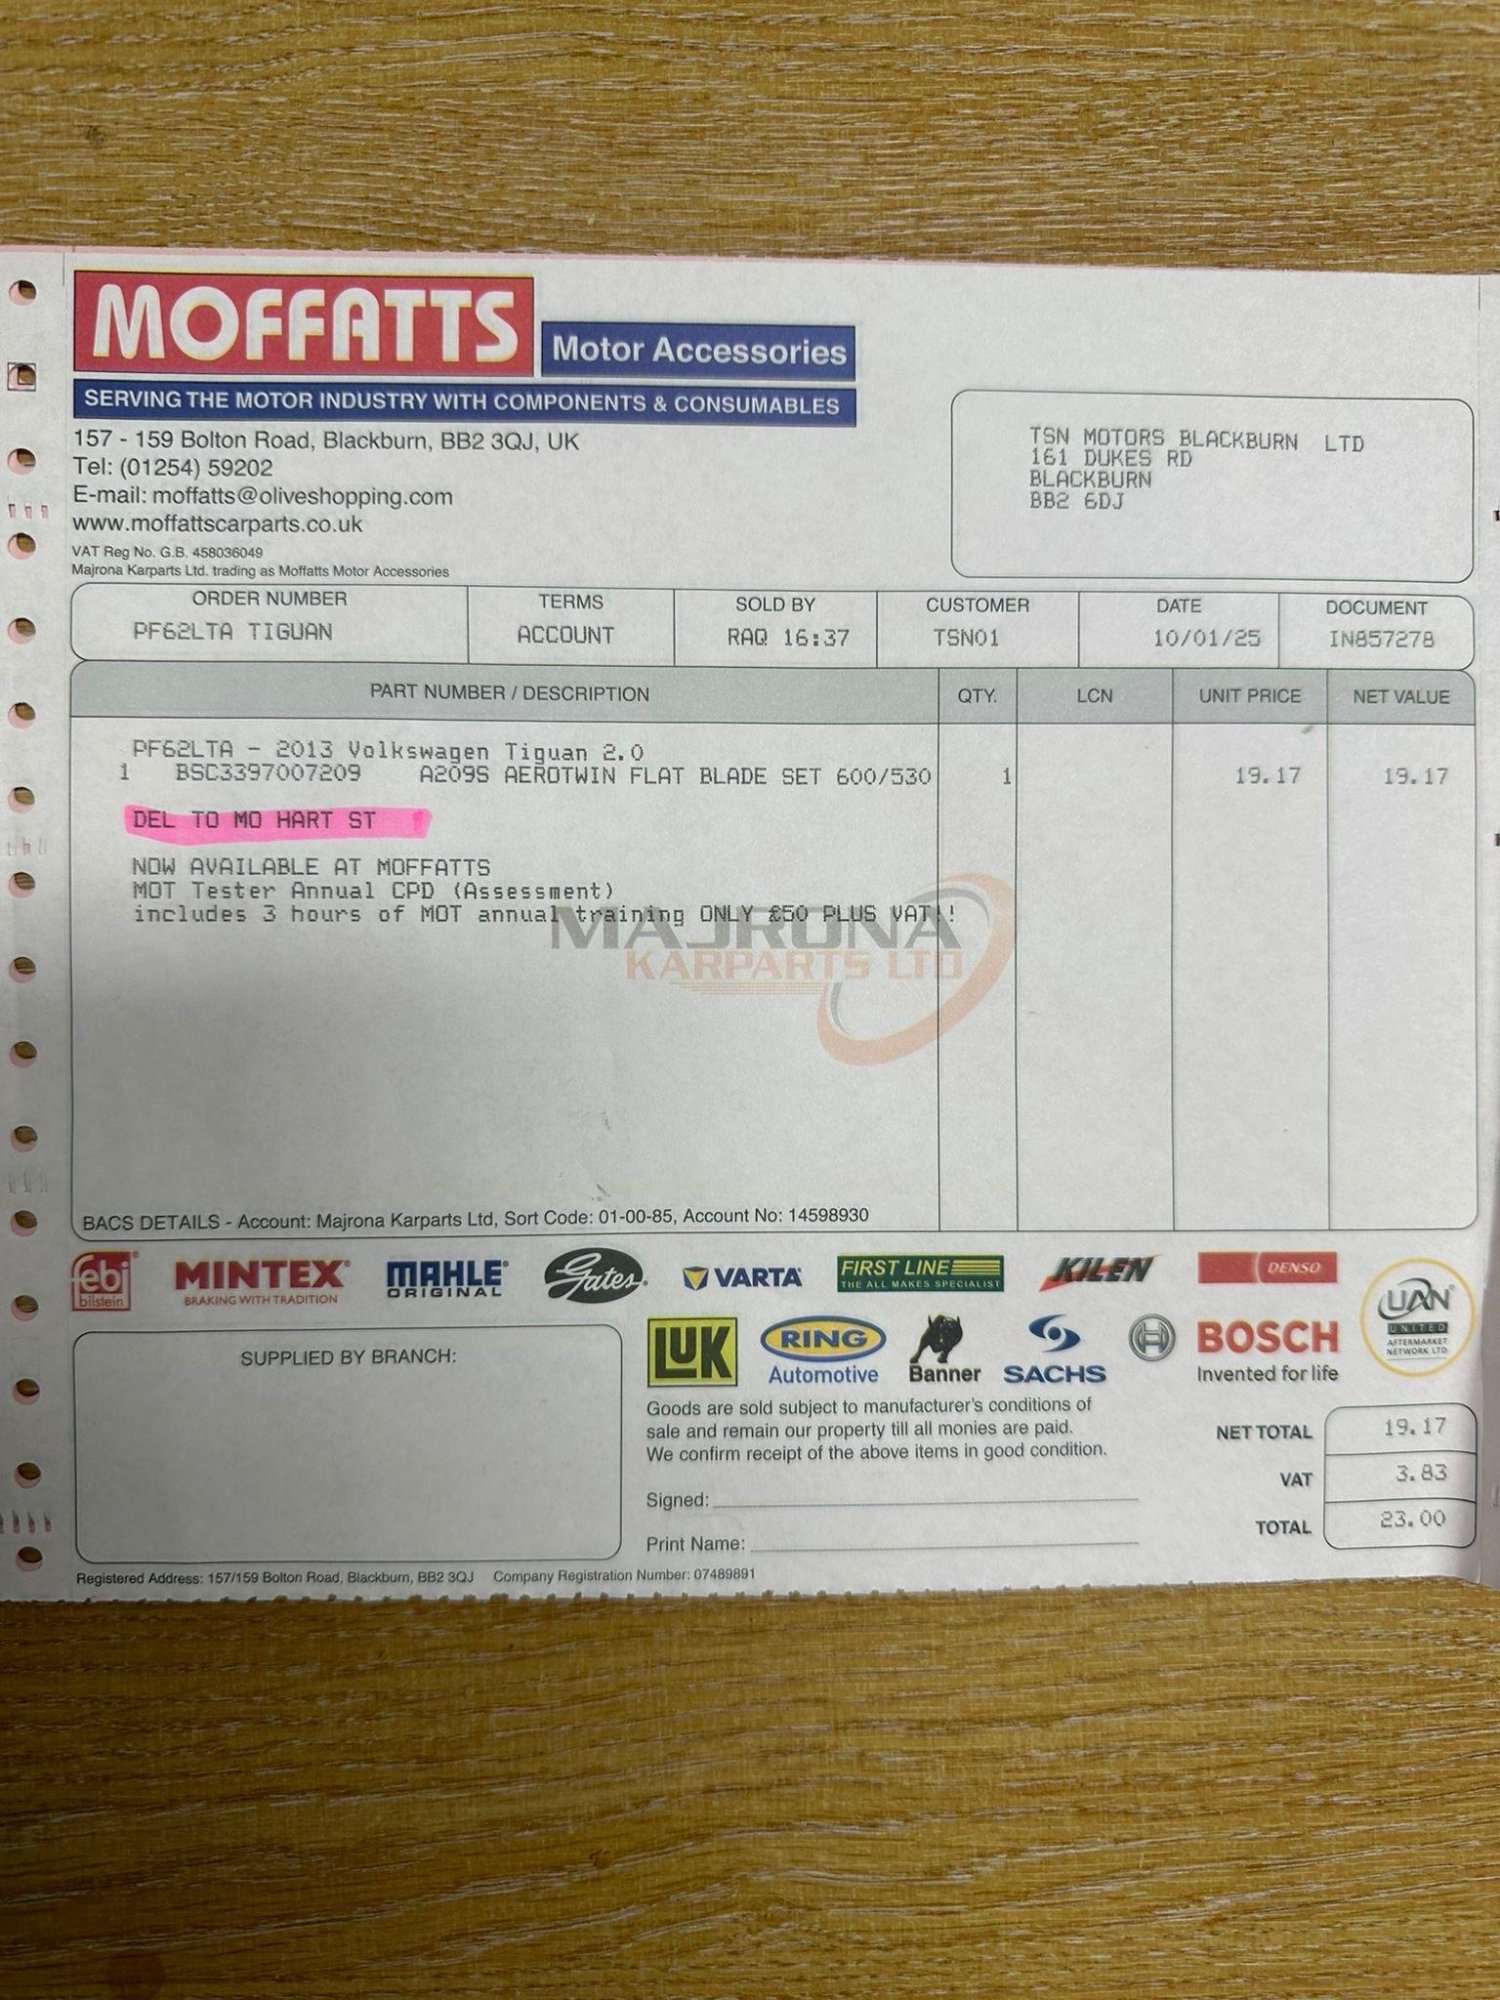 MOFFATTS
Motor Accessories
SERVING THE MOTOR INDUSTRY WITH COMPONENTS & CONSUMABLES
157 - 159 Bolton Road, Blackburn, BB2 3QJ, UK
Tel: (01254) 59202
E-mail: moffatts@oliveshopping.com
www.moffattscarparts.co.uk
VAT Reg No. G.B. 458036049
Majrona Karparts Ltd. trading as Moffatts Motor Accessories
TSN MOTORS BLACKBURN LTD
161 DUKES RD
BLACKBURN
BB2 6DJ
ORDER NUMBER TERMS SOLD BY CUSTOMER DATE DOCUMENT
PF62LTA TIGUAN ACCOUNT RAQ 16:37 TSN01 10/01/25 IN857278
PART NUMBER / DESCRIPTION QTY. LCN UNIT PRICE NET VALUE
PF62LTA - 2013 Volkswagen Tiguan 2.0
1 BSC3397007209 A209S AEROTWIN FLAT BLADE SET 600/530 1 19.17 19.17
DEL TO MO HART ST
NOW AVAILABLE AT MOFFATTS
MOT Tester Annual CPD (Assessment)
includes 3 hours of MOT annual training ONLY £50 PLUS VAT!!
MAJRONA
KARPARTS LTD
BACS DETAILS - Account: Majrona Karparts Ltd, Sort Code: 01-00-85, Account No: 14598930
febi
bilstein
MINTEX
BRAKING WITH TRADITION
MAHLE
ORIGINAL
Gates
VARTA
FIRST LINE
THE ALL MAKES SPECIALIST
KILEN
DENSO
UAN
UNITED
AFTERMARKET
NETWORK LTD
LUK
RING
Automotive
Banner
SACHS
BOSCH
Invented for life
SUPPLIED BY BRANCH:
Goods are sold subject to manufacturer's conditions of
sale and remain our property till all monies are paid.
We confirm receipt of the above items in good condition.
Signed:
Print Name:
NET TOTAL 19.17
VAT 3.83
TOTAL 23.00
Registered Address: 157/159 Bolton Road, Blackburn, BB2 3QJ Company Registration Number: 07489891